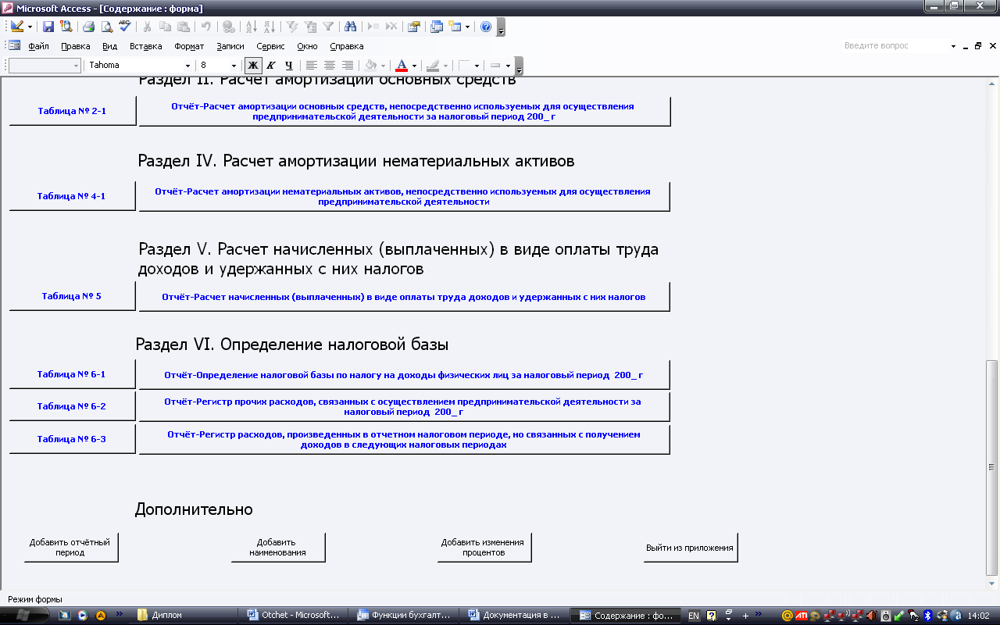 Microsoft Access - [Содержание : форма]
Файл Правка Вид Вставка Формат Записи Сервис Окно Справка
Введите вопрос
Tahoma 8 Ж К Ч
Раздел II. Расчет амортизации основных средств
Таблица № 2-1
Отчёт-Расчет амортизации основных средств, непосредственно используемых для осуществления
предпринимательской деятельности за налоговый период 200_ г
Раздел IV. Расчет амортизации нематериальных активов
Таблица № 4-1
Отчёт-Расчет амортизации нематериальных активов, непосредственно используемых для осуществления
предпринимательской деятельности
Раздел V. Расчет начисленных (выплаченных) в виде оплаты труда
доходов и удержанных с них налогов
Таблица № 5
Отчёт-Расчет начисленных (выплаченных) в виде оплаты труда доходов и удержанных с них налогов
Раздел VI. Определение налоговой базы
Таблица № 6-1
Отчёт-Определение налоговой базы по налогу на доходы физических лиц за налоговый период 200_ г
Таблица № 6-2
Отчёт-Регистр прочих расходов, связанных с осуществлением предпринимательской деятельности за
налоговый период 200_ г
Таблица № 6-3
Отчёт-Регистр расходов, произведенных в отчетном налоговом периоде, но связанных с получением
доходов в следующих налоговых периодах
Дополнительно
Добавить отчётный
период
Добавить
наименования
Добавить изменения
процентов
Выйти из приложения
Режим формы
Диплом
Otchet - Microsoft...
Функции бухгалт...
Документация в ...
Содержание : фо...
EN
ATI
14:02